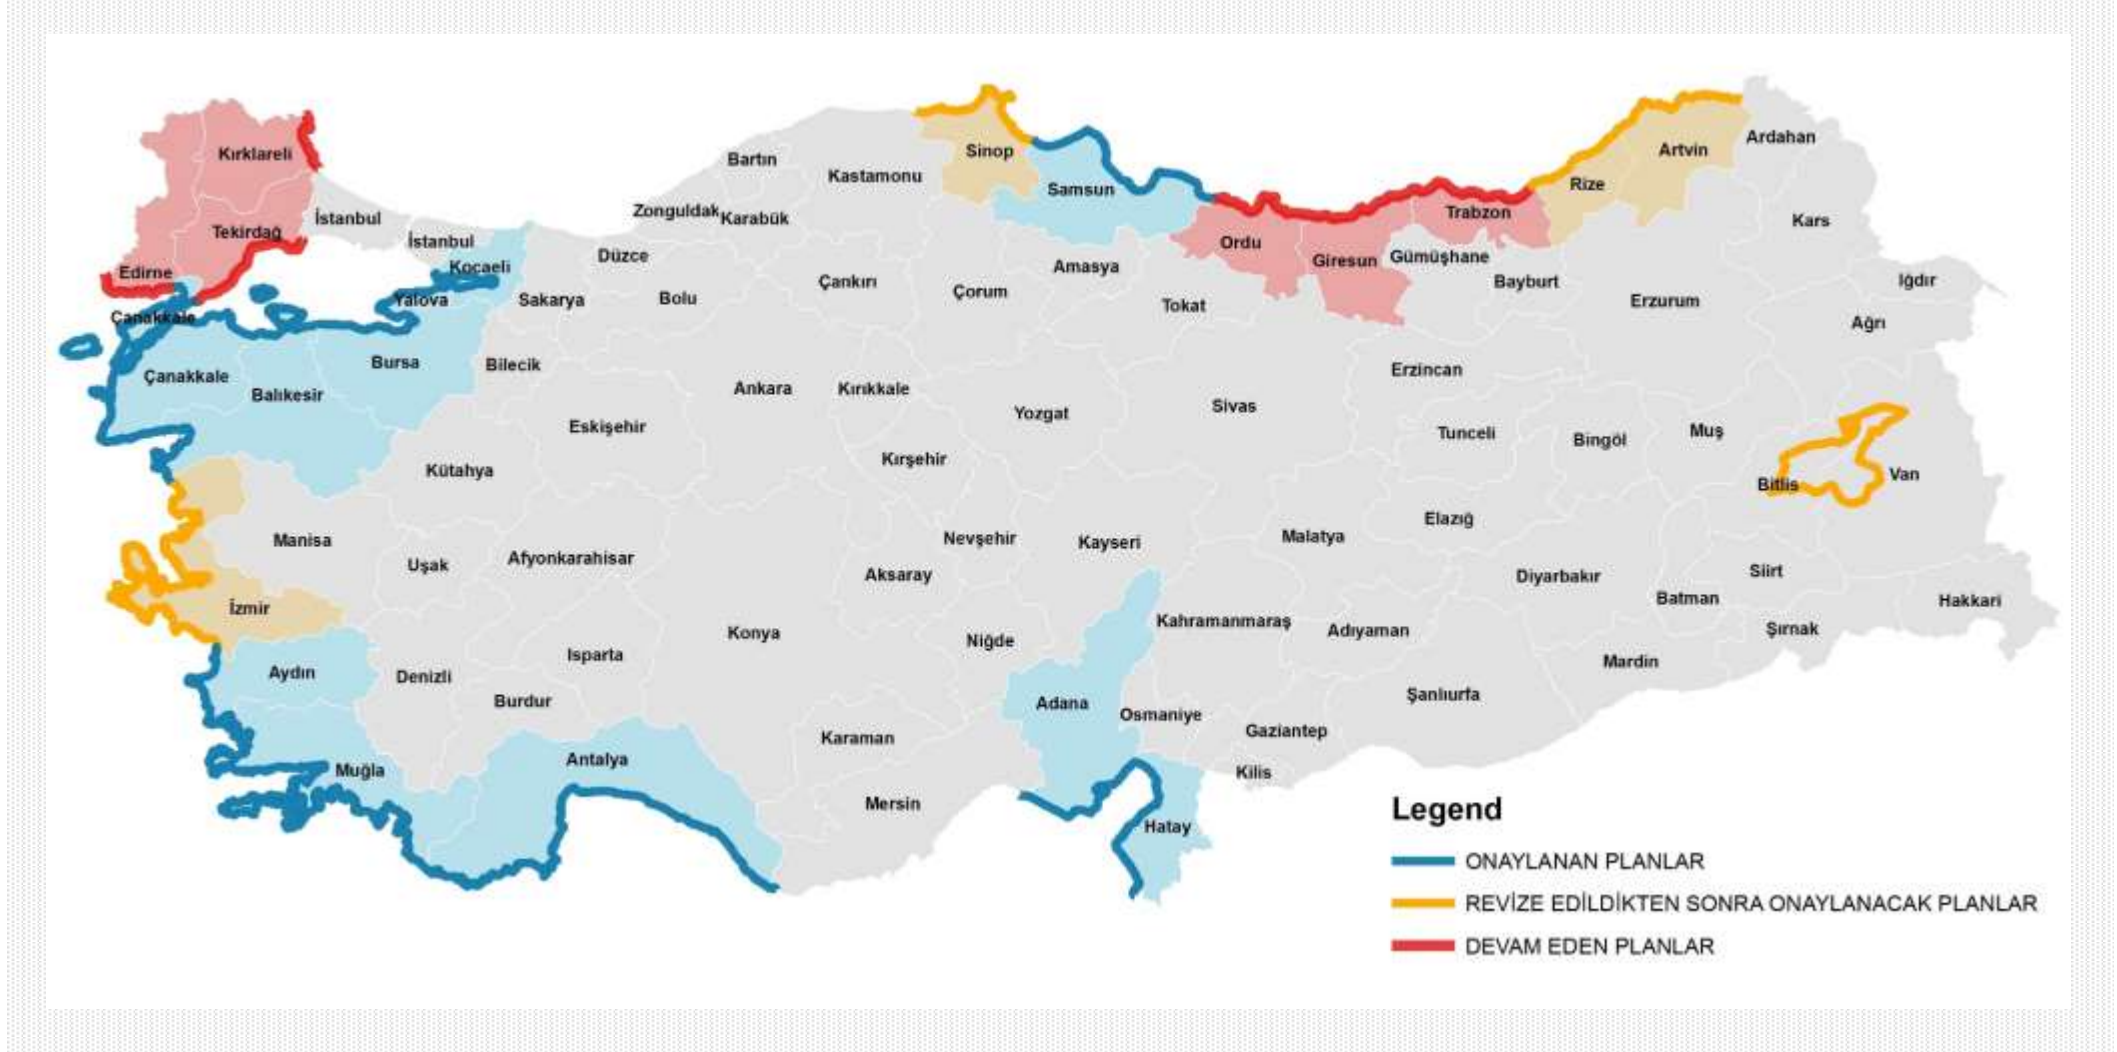 Ardahan
Kırklareli
Bartın
Sinop
Artvin
Kastamonu
Samsun
Rize
Zonguldak
Karabük
İstanbul
Trabzon
Kars
Tekirdağ
İstanbul
Ordu
Düzce
Giresun
Gümüşhane
Kocaeli
Amasya
Edirne
Çankırı
Bayburt
Iğdır
Yalova
Sakarya
Bolu
Çorum
Tokat
Erzurum
Çanakkale
Ağrı
Bursa
Bilecik
Erzincan
Çanakkale
Balıkesir
Ankara
Kırıkkale
Sivas
Yozgat
Eskişehir
Tunceli
Bingöl
Muş
Kırşehir
Kütahya
Bitlis
Van
Elazığ
Manisa
Nevşehir
Kayseri
Malatya
Uşak
Afyonkarahisar
Aksaray
Diyarbakır
Siirt
İzmir
Batman
Hakkari
Kahramanmaraş
Adıyaman
Şırnak
Konya
Niğde
Isparta
Mardin
Aydın
Denizli
Burdur
Adana
Osmaniye
Şanlıurfa
Gaziantep
Karaman
Antalya
Muğla
Kilis
Mersin
Hatay
Legend
ONAYLANAN PLANLAR
REVİZE EDİLDİKTEN SONRA ONAYLANACAK PLANLAR
DEVAM EDEN PLANLAR